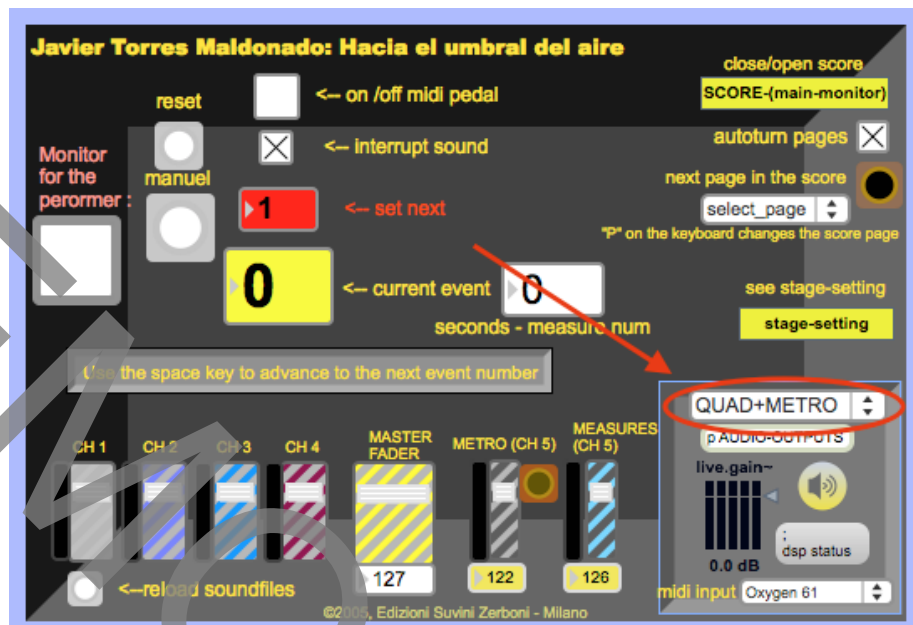 Javier Torres Maldonado: Hacia el umbral del aire
close/open score
SCORE-(main-monitor)
reset
<-- on /off midi pedal
autoturn pages
<-- interrupt sound
Monitor
for the
perormer :
manuel
next page in the score
select_page
1
<-- set next
"P" on the keyboard changes the score page
0
<-- current event
0
seconds - measure num
see stage-setting
stage-setting
Use the space key to advance to the next event number
QUAD+METRO
p AUDIO-OUTPUTS
CH 1
CH 2
CH 3
CH 4
MASTER
FADER
METRO (CH 5)
MEASURES
(CH 5)
live.gain~
;
dsp status
0.0 dB
127
122
126
<--reload soundfiles
midi input
Oxygen 61
©2005, Edizioni Suvini Zerboni - Milano